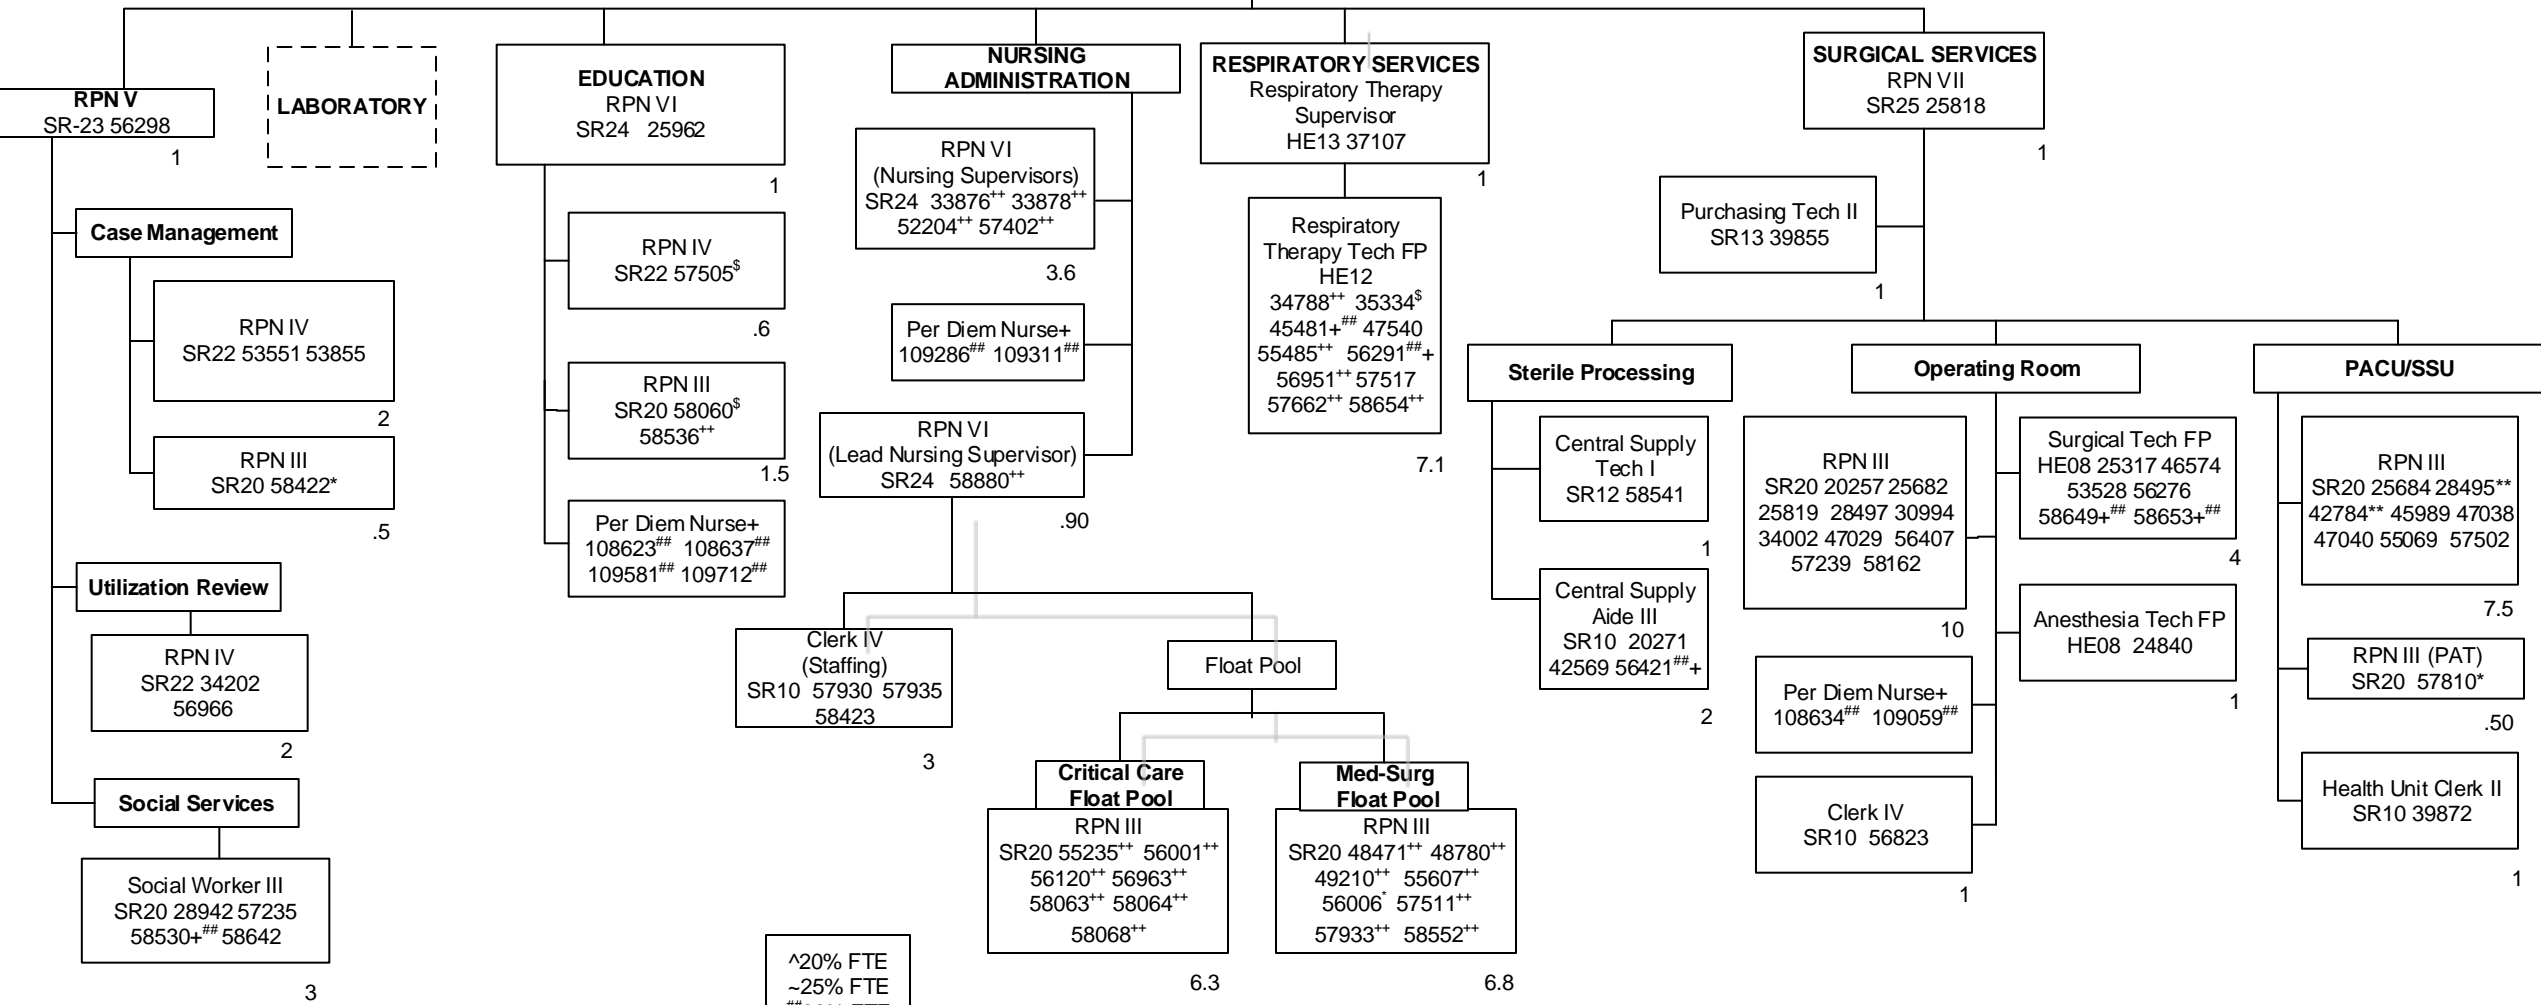 RPN V
SR-23 56298
1
LABORATORY
Case Management
RPN IV
SR22 53551 53855
2
RPN III
SR20 58422*
.5
Utilization Review
RPN IV
SR22 34202
56966
2
Social Services
Social Worker III
SR20 28942 57235
58530+## 58642
3
EDUCATION
RPN VI
SR24 25962
1
RPN IV
SR22 57505$
.6
RPN III
SR20 58060$
58536++
1.5
Per Diem Nurse+
108623## 108637##
109581## 109712##
NURSING
ADMINISTRATION
RPN VI
(Nursing Supervisors)
SR24 33876++ 33878++
52204++ 57402++
3.6
Per Diem Nurse+
109286## 109311##
RPN VI
(Lead Nursing Supervisor)
SR24 58880++
.90
Clerk IV
(Staffing)
SR10 57930 57935
58423
3
Float Pool
Critical Care
Float Pool
RPN III
SR20 55235++ 56001++
56120++ 56963++
58063++ 58064++
58068++
6.3
Med-Surg
Float Pool
RPN III
SR20 48471++ 48780++
49210++ 55607++
56006* 57511++
57933++ 58552++
6.8
^20% FTE
~25% FTE
RESPIRATORY SERVICES
Respiratory Therapy
Supervisor
HE13 37107
1
Respiratory
Therapy Tech FP
HE12
34788++ 35334$
45481+## 47540
55485++ 56291##+
56951++ 57517
57662++ 58654++
7.1
SURGICAL SERVICES
RPN VII
SR25 25818
1
Purchasing Tech II
SR13 39855
1
Sterile Processing
Central Supply
Tech I
SR12 58541
1
Central Supply
Aide III
SR10 20271
42569 56421##+
2
Operating Room
RPN III
SR20 20257 25682
25819 28497 30994
34002 47029 56407
57239 58162
10
Per Diem Nurse+
108634## 109059##
Clerk IV
SR10 56823
1
Surgical Tech FP
HE08 25317 46574
53528 56276
58649+## 58653+##
4
Anesthesia Tech FP
HE08 24840
1
PACU/SSU
RPN III
SR20 25684 28495**
42784** 45989 47038
47040 55069 57502
7.5
RPN III (PAT)
SR20 57810*
.50
Health Unit Clerk II
SR10 39872
1